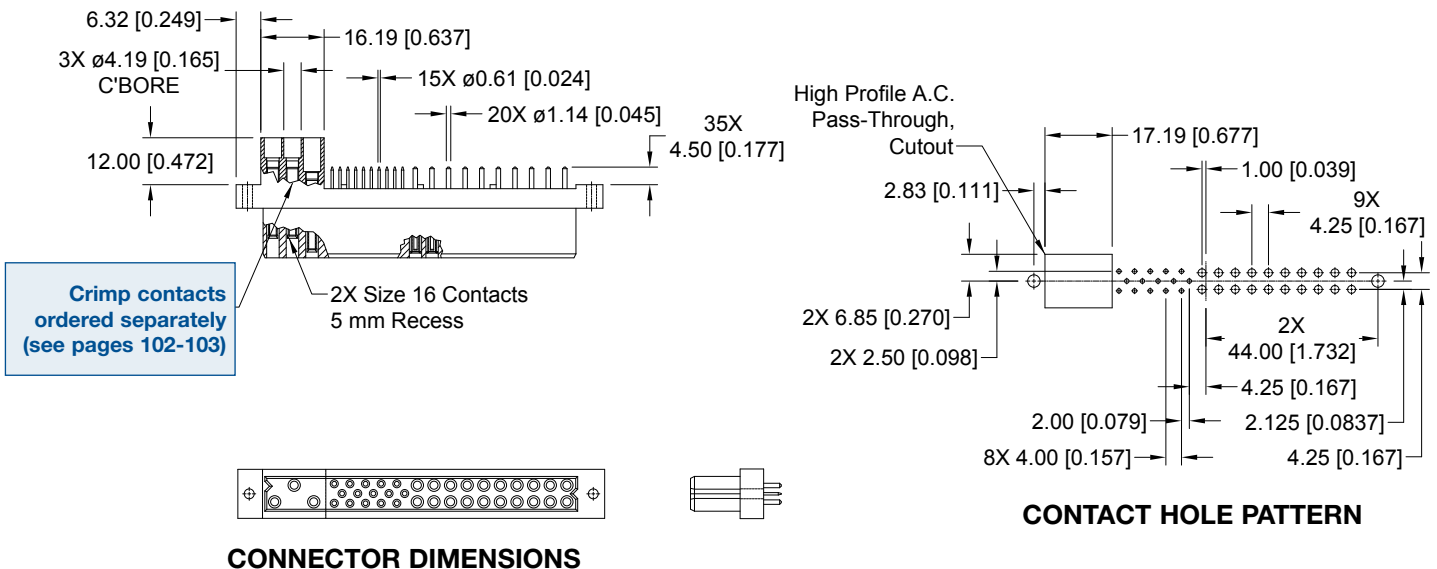 6.32 [0.249]
16.19 [0.637]
3X ø4.19 [0.165]
C'BORE
15X ø0.61 [0.024]
20X ø1.14 [0.045]
35X
4.50 [0.177]
12.00 [0.472]
Crimp contacts
ordered separately
(see pages 102-103)
2X Size 16 Contacts
5 mm Recess
CONNECTOR DIMENSIONS
High Profile A.C.
Pass-Through,
Cutout
17.19 [0.677]
2.83 [0.111]
1.00 [0.039]
9X
4.25 [0.167]
2X 6.85 [0.270]
2X 2.50 [0.098]
2X
44.00 [1.732]
4.25 [0.167]
2.00 [0.079]
2.125 [0.0837]
8X 4.00 [0.157]
4.25 [0.167]
CONTACT HOLE PATTERN